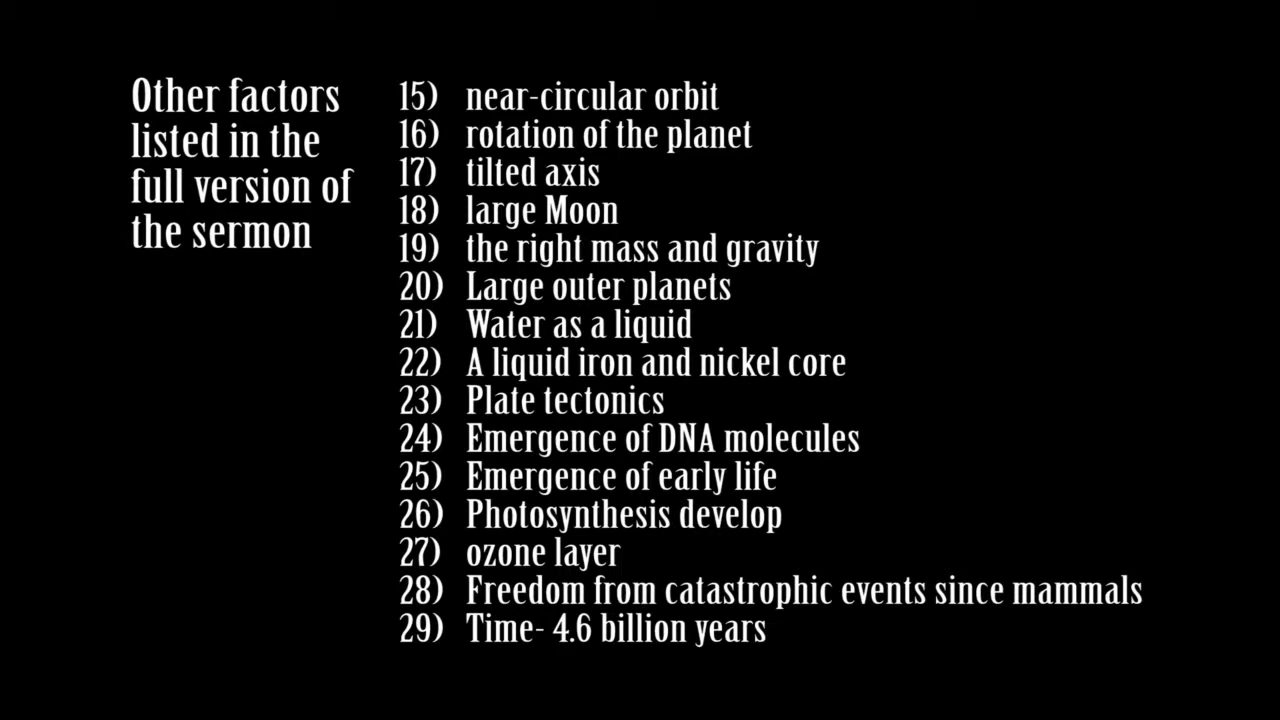 Other factors
listed in the
full version of
the sermon
15) near-circular orbit
16) rotation of the planet
17) tilted axis
18) large Moon
19) the right mass and gravity
20) Large outer planets
21) Water as a liquid
22) A liquid iron and nickel core
23) Plate tectonics
24) Emergence of DNA molecules
25) Emergence of early life
26) Photosynthesis develop
27) ozone layer
28) Freedom from catastrophic events since mammals
29) Time- 4.6 billion years